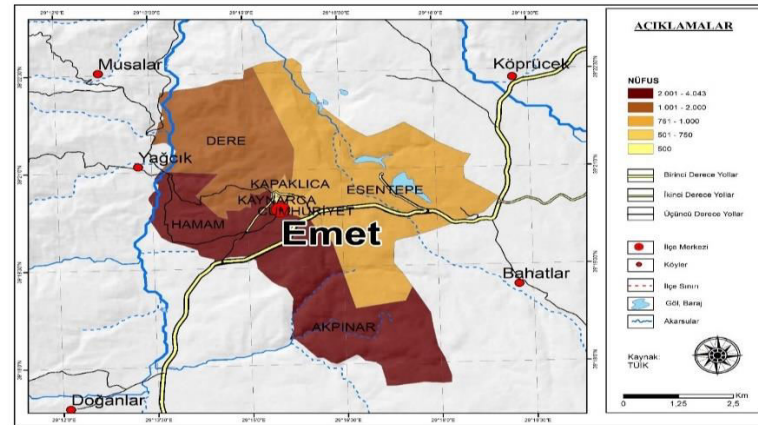 Musalar
Köprücek
DERE
Yağcık
KAPAKLICA
ESENTEPE
KAYNARCA
CUMHURİYET
HAMAM
Emet
Bahatlar
AKPINAR
Doğanlar
AÇIKLAMALAR
NÜFUS
2.001 - 4.043
1.001 - 2.000
751 - 1.000
501 - 750
500
Birinci Derece Yollar
İkinci Derece Yollar
Üçüncü Derece Yollar
İlçe Merkezi
Köyler
İlçe Sınırı
Göl, Baraj
Akarsular
Kaynak:
TÜİK
Km
0 1,25 2,5